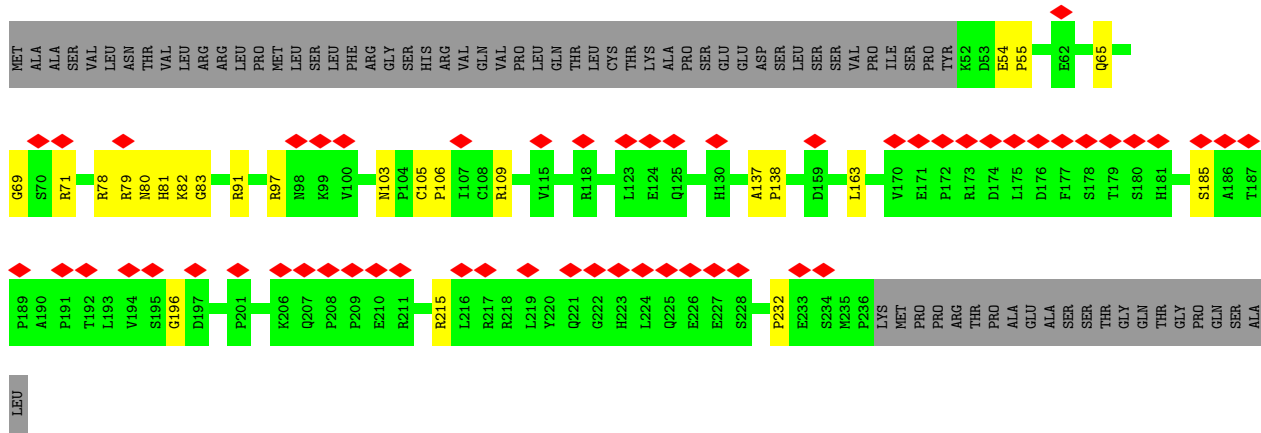 MET ALA ALA SER VAL LEU ASN THR VAL LEU ARG ARG LEU PRO MET LEU SER LEU PHE ARG GLY SER HIS ARG VAL GLN VAL PRO LEU GLN THR LEU CYS THR LYS ALA PRO SER GLU GLU ASP SER LEU SER SER VAL PRO ILE SER PRO TYR K52 D53 E54 P55 E62 Q65
G69 S70 R71 R78 R79 N80 H81 K82 G83 R91 R97 N98 K99 V100 N103 P104 C105 P106 I107 C108 R109 V115 R118 L123 E124 Q125 H130 A137 P138 D159 L163 V170 E171 P172 R173 D174 L175 D176 F177 S178 T179 S180 H181 S185 A186 T187
P189 A190 P191 T192 L193 V194 S195 G196 D197 P201 K206 Q207 P208 P209 E210 R211 R215 L216 R217 R218 L219 Y220 Q221 G222 H223 L224 Q225 E226 E227 S228 P232 E233 S234 M235 P236 LYS MET PRO PRO ARG THR PRO ALA GLU ALA SER SER THR GLY GLN THR GLY PRO GLN SER ALA
LEU